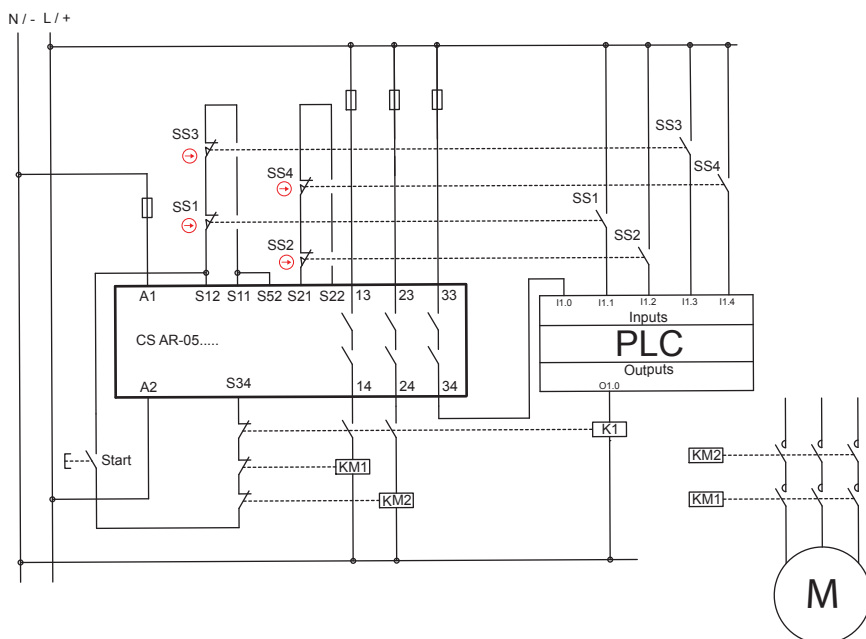 N / - L / +
SS3
SS3
SS4
SS4
SS1
SS1
SS2
SS2
A1 S12 S11 S52 S21 S22 13 23 33
I1.0 I1.1 I1.2 I1.3 I1.4
Inputs
CS AR-05.....
PLC
Outputs
A2 S34 14 24 34
O1.0
K1
Start
KM1
KM2
KM2
KM1
M